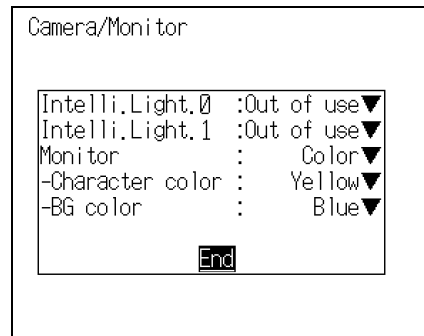 Camera/Monitor
Intelli.Light.0 :Out of use▼
Intelli.Light.1 :Out of use▼
Monitor : Color▼
-Character color : Yellow▼
-BG color : Blue▼
End